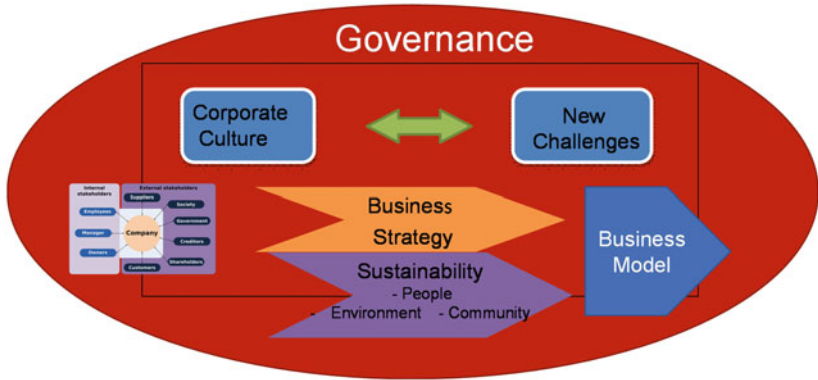 Governance
Corporate
Culture
New
Challenges
Internal
stakeholders
External stakeholders
Suppliers
Society
Employees
Government
Manager
Company
Creditors
Owners
Shareholders
Customers
Business
Strategy
Sustainability
- People
- Environment - Community
Business
Model